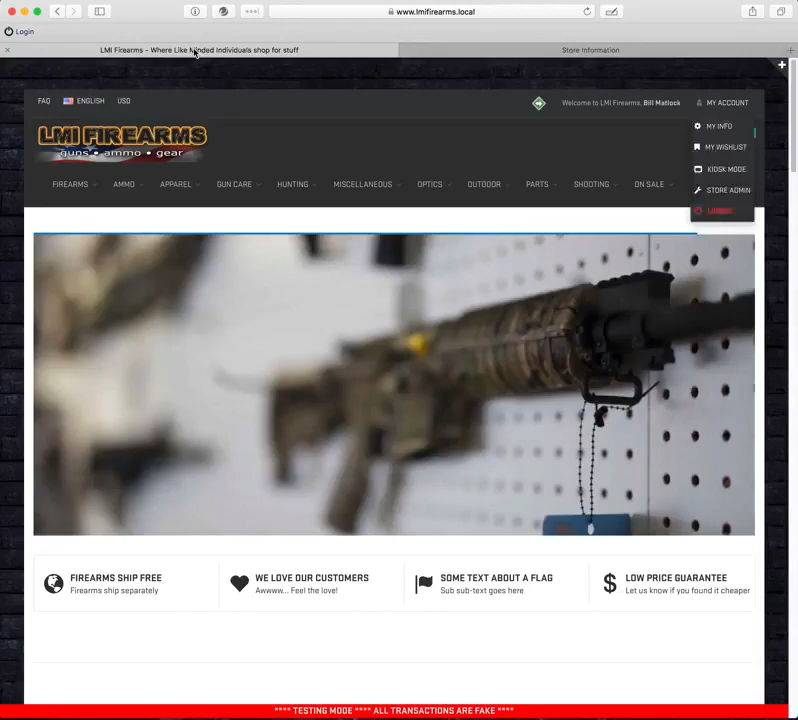 www.lmifirearms.local
Login
LMI Firearms - Where Like Minded Individuals shop for stuff
Store Information
FAQ
ENGLISH
USD
Welcome to LMI Firearms, Bill Matlock
MY ACCOUNT
MY INFO
MY WISHLIST
KIOSK MODE
STORE ADMIN
LMI FIREARMS
guns • ammo • gear
FIREARMS
AMMO
APPAREL
GUN CARE
HUNTING
MISCELLANEOUS
OPTICS
OUTDOOR
PARTS
SHOOTING
ON SALE
FIREARMS SHIP FREE
Firearms ship separately
WE LOVE OUR CUSTOMERS
Awwww... Feel the love!
SOME TEXT ABOUT A FLAG
Sub sub-text goes here
LOW PRICE GUARANTEE
Let us know if you found it cheaper
**** TESTING MODE **** ALL TRANSACTIONS ARE FAKE ****